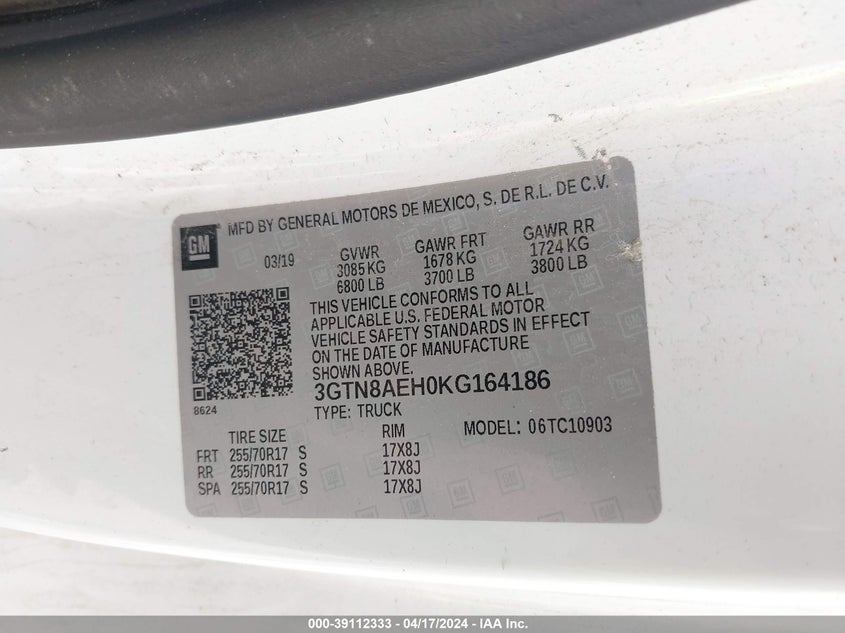 GM
MFD BY GENERAL MOTORS DE MEXICO, S. DE R.L. DE C.V.
03/19 GVWR GAWR FRT GAWR RR
3085 KG 1678 KG 1724 KG
6800 LB 3700 LB 3800 LB
THIS VEHICLE CONFORMS TO ALL
APPLICABLE U.S. FEDERAL MOTOR
VEHICLE SAFETY STANDARDS IN EFFECT
ON THE DATE OF MANUFACTURE
SHOWN ABOVE.
3GTN8AEH0KG164186
8624
TYPE: TRUCK
TIRE SIZE RIM MODEL: 06TC10903
FRT 255/70R17 S 17X8J
RR 255/70R17 S 17X8J
SPA 255/70R17 S 17X8J
000-39112333 - 04/17/2024 - IAA Inc.